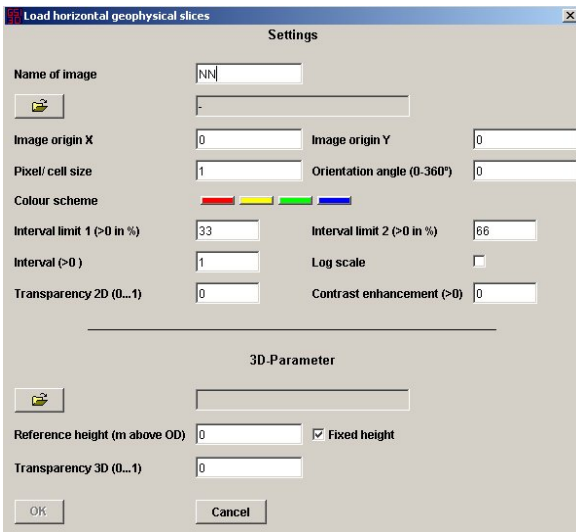 Load horizontal geophysical slices
Settings
Name of image NN
-
Image origin X 0 Image origin Y 0
Pixel/ cell size 1 Orientation angle (0-360º) 0
Colour scheme
Interval limit 1 (>0 in %) 33 Interval limit 2 (>0 in %) 66
Interval (>0 ) 1 Log scale
Transparency 2D (0...1) 0 Contrast enhancement (>0) 0
3D-Parameter
Reference height (m above OD) 0 Fixed height
Transparency 3D (0...1) 0
OK Cancel